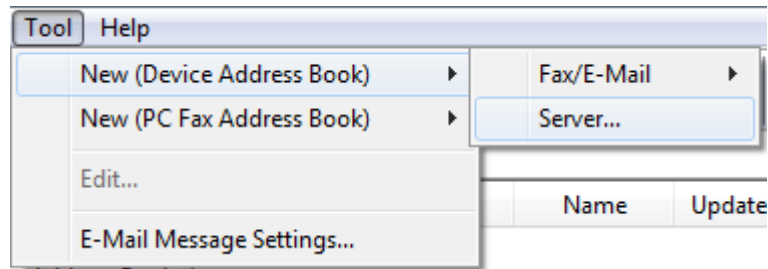 Tool Help
New (Device Address Book)
Fax/E-Mail
New (PC Fax Address Book)
Server...
Edit...
Name Update
E-Mail Message Settings...